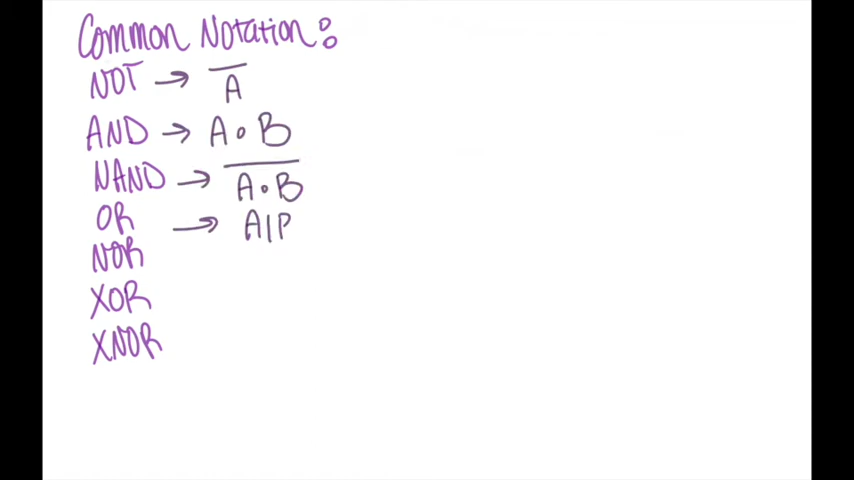 Common Notation:
NOT → A̅
AND → A • B
NAND → A̅ ̅•̅ ̅B̅
OR → A|P
NOR
XOR
XNOR